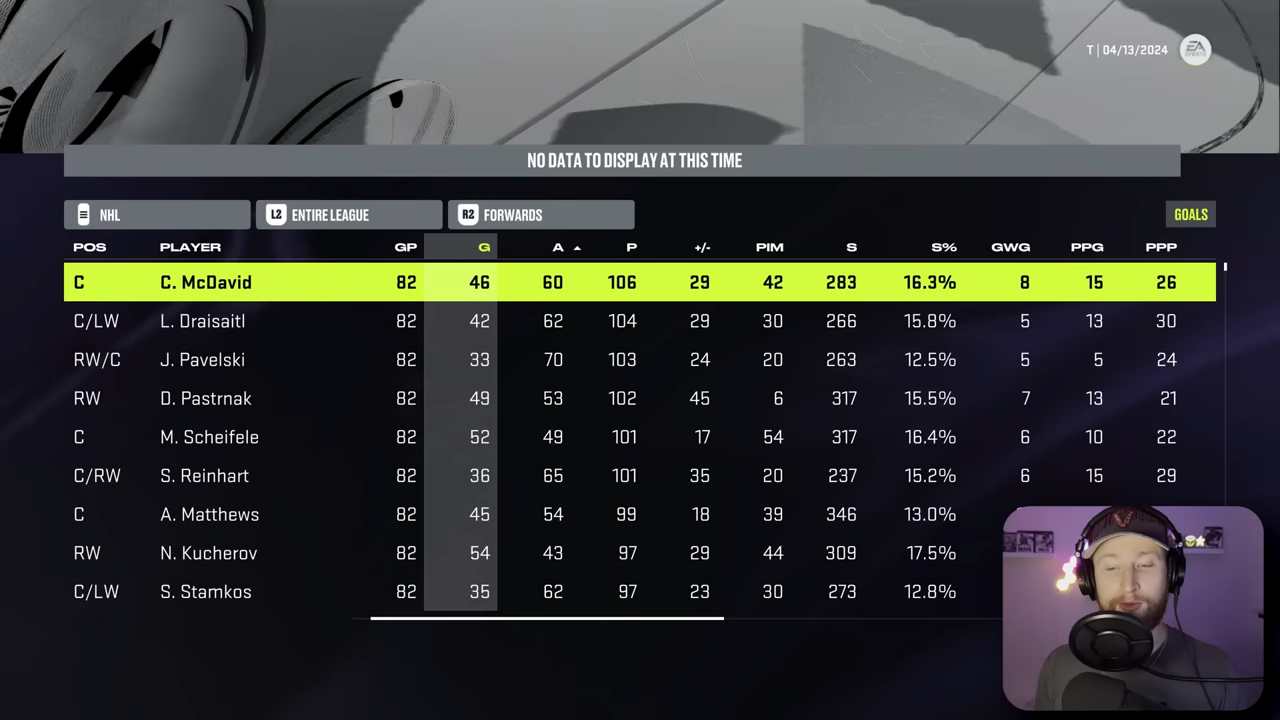 T | 04/13/2024 EA SPORTS
NO DATA TO DISPLAY AT THIS TIME
NHL L2 ENTIRE LEAGUE R2 FORWARDS GOALS
POS PLAYER GP G A P +/- PIM S S% GWG PPG PPP
C C. McDavid 82 46 60 106 29 42 283 16.3% 8 15 26
C/LW L. Draisaitl 82 42 62 104 29 30 266 15.8% 5 13 30
RW/C J. Pavelski 82 33 70 103 24 20 263 12.5% 5 5 24
RW D. Pastrnak 82 49 53 102 45 6 317 15.5% 7 13 21
C M. Scheifele 82 52 49 101 17 54 317 16.4% 6 10 22
C/RW S. Reinhart 82 36 65 101 35 20 237 15.2% 6 15 29
C A. Matthews 82 45 54 99 18 39 346 13.0%
RW N. Kucherov 82 54 43 97 29 44 309 17.5%
C/LW S. Stamkos 82 35 62 97 23 30 273 12.8%